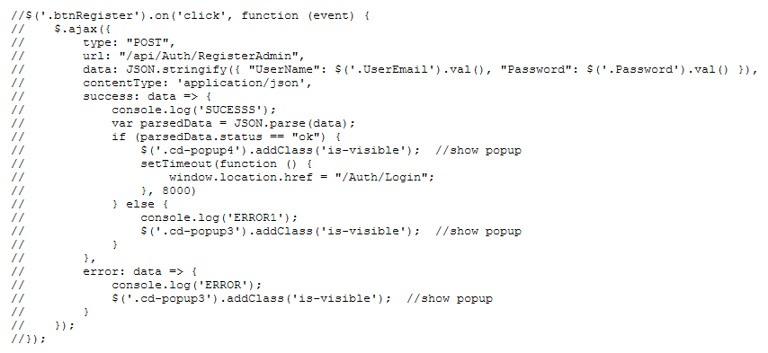 //$('.btnRegister').on('click', function (event) {
//    $.ajax({
//        type: "POST",
//        url: "/api/Auth/RegisterAdmin",
//        data: JSON.stringify({ "UserName": $('.UserEmail').val(), "Password": $('.Password').val() }),
//        contentType: 'application/json',
//        success: data => {
//            console.log('SUCESSS');
//            var parsedData = JSON.parse(data);
//            if (parsedData.status == "ok") {
//                $('.cd-popup4').addClass('is-visible');  //show popup
//                setTimeout(function () {
//                    window.location.href = "/Auth/Login";
//                }, 8000)
//            } else {
//                console.log('ERROR1');
//                $('.cd-popup3').addClass('is-visible');  //show popup
//            }
//        },
//        error: data => {
//            console.log('ERROR');
//            $('.cd-popup3').addClass('is-visible');  //show popup
//        }
//    });
//});